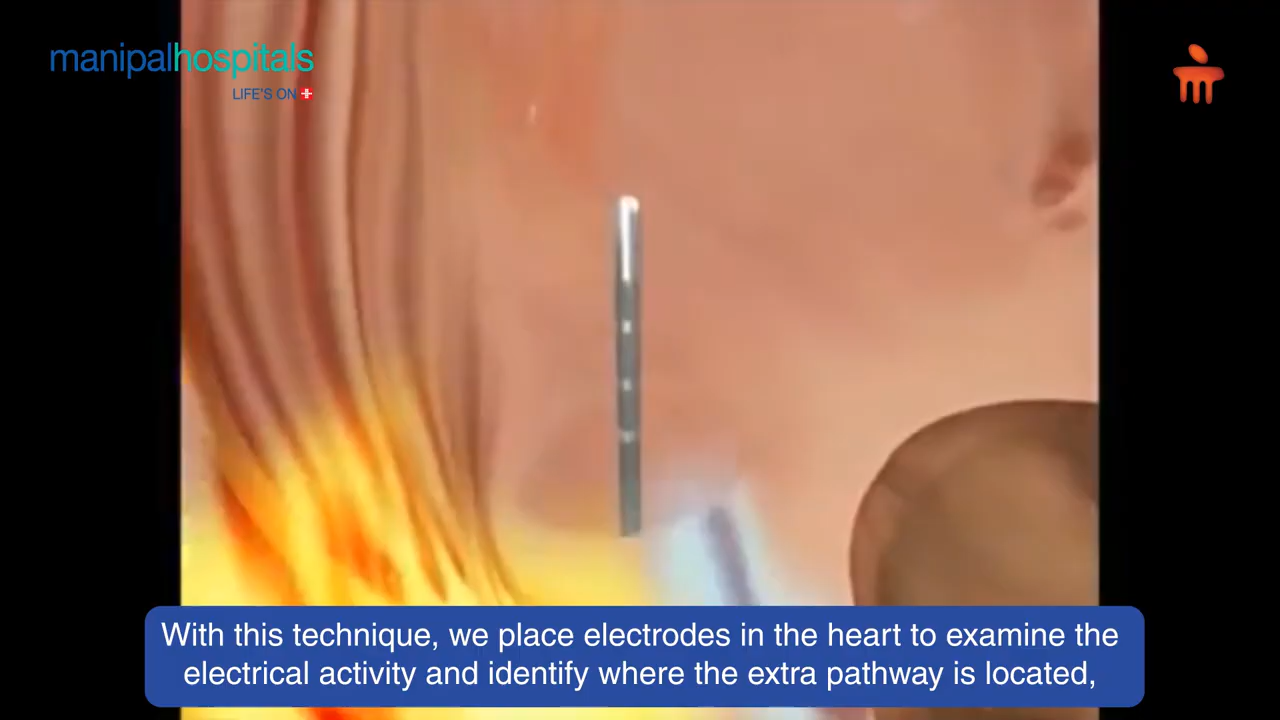 manipalhospitals
LIFE'S ON
With this technique, we place electrodes in the heart to examine the
electrical activity and identify where the extra pathway is located,